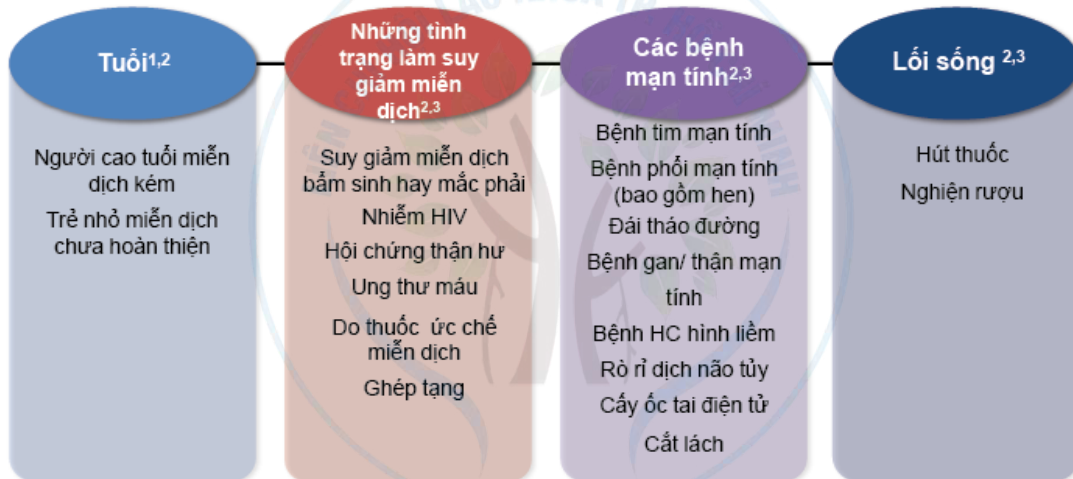 Tuổi1,2
Người cao tuổi miễn
dịch kém
Trẻ nhỏ miễn dịch
chưa hoàn thiện
Những tình
trạng làm suy
giảm miễn
dịch2,3
Suy giảm miễn dịch
bẩm sinh hay mắc phải
Nhiễm HIV
Hội chứng thận hư
Ung thư máu
Do thuốc ức chế
miễn dịch
Ghép tạng
Các bệnh
mạn tính2,3
Bệnh tim mạn tính
Bệnh phổi mạn tính
(bao gồm hen)
Đái tháo đường
Bệnh gan/ thận mạn
tính
Bệnh HC hình liềm
Rò rỉ dịch não tủy
Cấy ốc tai điện tử
Cắt lách
Lối sống 2,3
Hút thuốc
Nghiện rượu